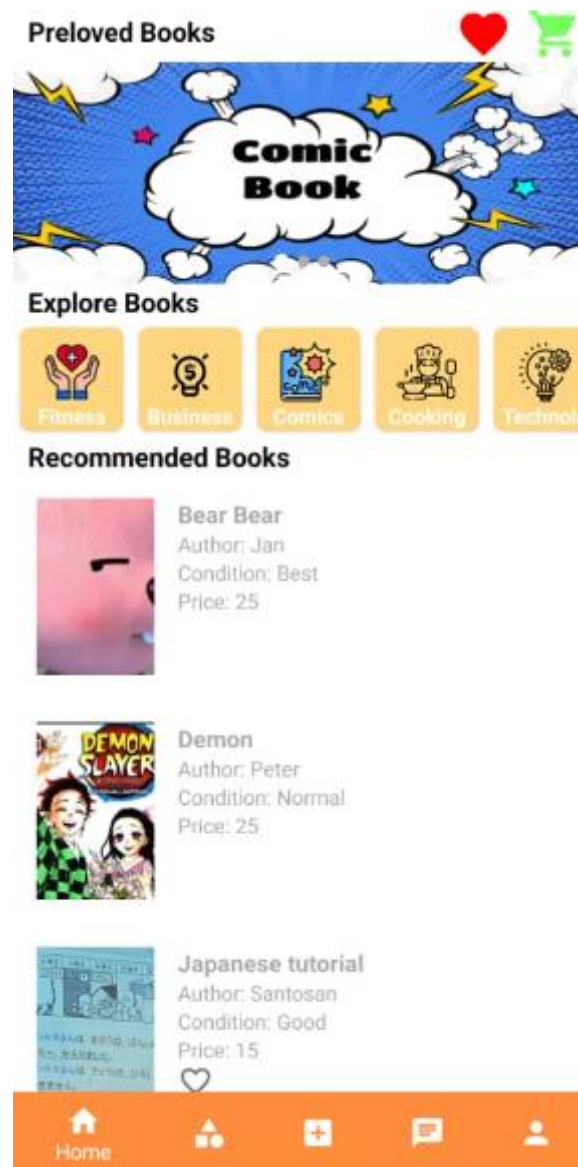 Preloved Books
Comic
Book
Explore Books
Fitness
Business
Comics
Cooking
Technol
Recommended Books
Bear Bear
Author: Jan
Condition: Best
Price: 25
DEMON
SLAYER
Demon
Author: Peter
Condition: Normal
Price: 25
Japanese tutorial
Author: Santosan
Condition: Good
Price: 15
Home